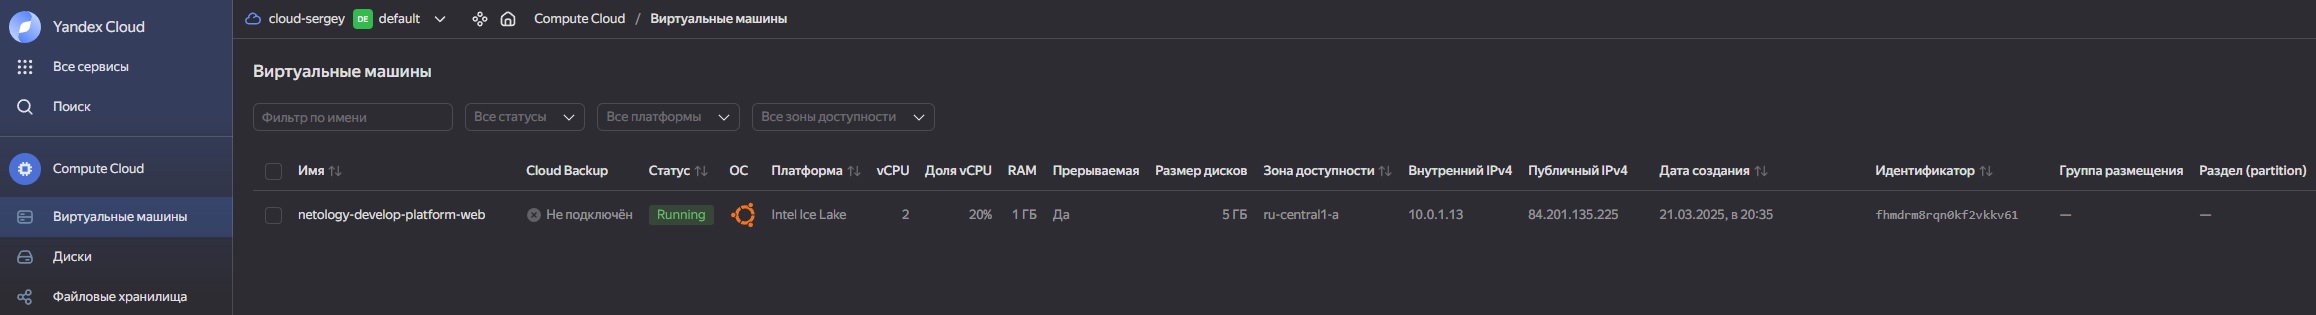 Yandex Cloud
Все сервисы
Поиск
Compute Cloud
Виртуальные машины
Диски
Файловые хранилища
cloud-sergey DE default Compute Cloud / Виртуальные машины
Виртуальные машины
Фильтр по имени Все статусы Все платформы Все зоны доступности
Имя Cloud Backup Статус ОС Платформа vCPU Доля vCPU RAM Прерываемая Размер дисков Зона доступности Внутренний IPv4 Публичный IPv4 Дата создания Идентификатор Группа размещения Раздел (partition)
netology-develop-platform-web Не подключён Running Intel Ice Lake 2 20% 1 ГБ Да 5 ГБ ru-central1-a 10.0.1.13 84.201.135.225 21.03.2025, в 20:35 fhmdrm8rqn0kf2vkkv61 — —